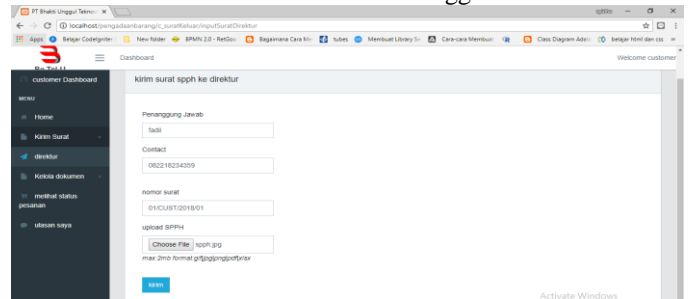 PT Bhakti Unggul Tekno
localhost/pengadaanbarang/c_suratKeluar/inputSuratDirektur
Apps Belajar CodeIgniter New folder BPMN 2.0 - RetGoo Bagaimana Cara Me tubes Membuat Library Se Cara-cara Membuat Class Diagram Adala belajar html dan css »
Be Tel-U
Dashboard
Welcome customer
customer Dashboard
kirim surat spph ke direktur
MENU
Home
Kirim Surat
direktur
Kelola dokumen
melihat status
pesanan
ulasan saya
Penanggung Jawab
fadil
Contact
082218234359
nomor surat
01/CUST/2018/01
upload SPPH
Choose File spph.jpg
max 2mb format gif|jpg|png|pdf|xlsx
kirim
Activate Windows